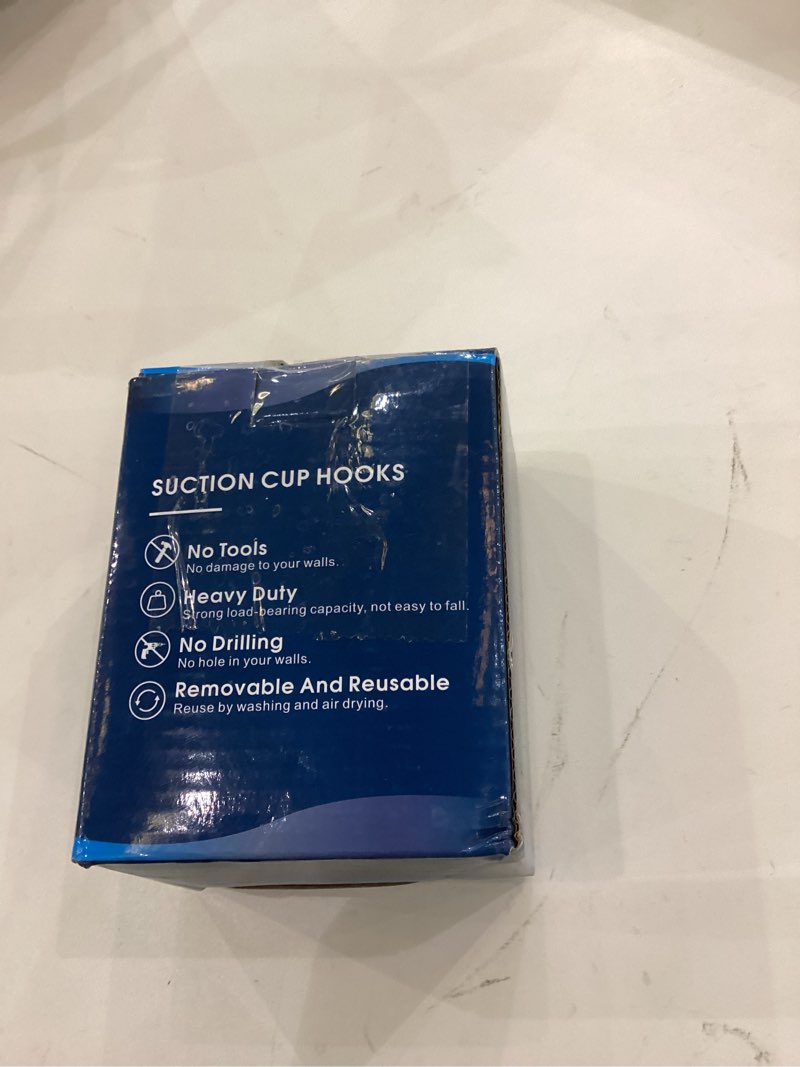 SUCTION CUP HOOKS
No Tools
No damage to your walls.
Heavy Duty
Strong load-bearing capacity, not easy to fall.
No Drilling
No hole in your walls.
Removable And Reusable
Reuse by washing and air drying.